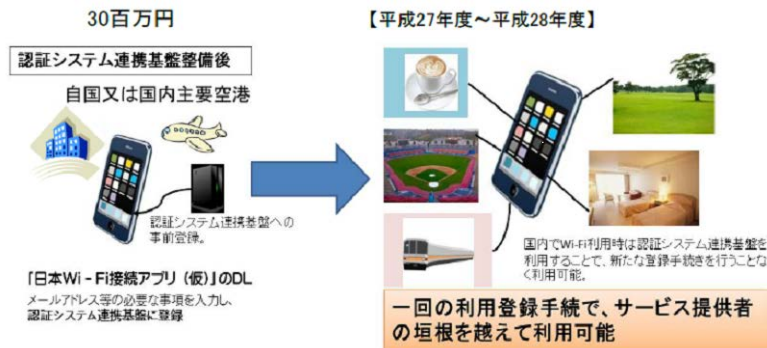 30百万円
【平成27年度～平成28年度】
認証システム連携基盤整備後
自国又は国内主要空港
認証システム連携基盤への
事前登録。
「日本Wi-Fi接続アプリ（仮）」のDL
メールアドレス等の必要な事項を入力し、
認証システム連携基盤に登録
国内でWi-Fi利用時は認証システム連携基盤を
利用することで、新たな登録手続きを行うことな
く利用可能。
一回の利用登録手続で、サービス提供者
の垣根を越えて利用可能